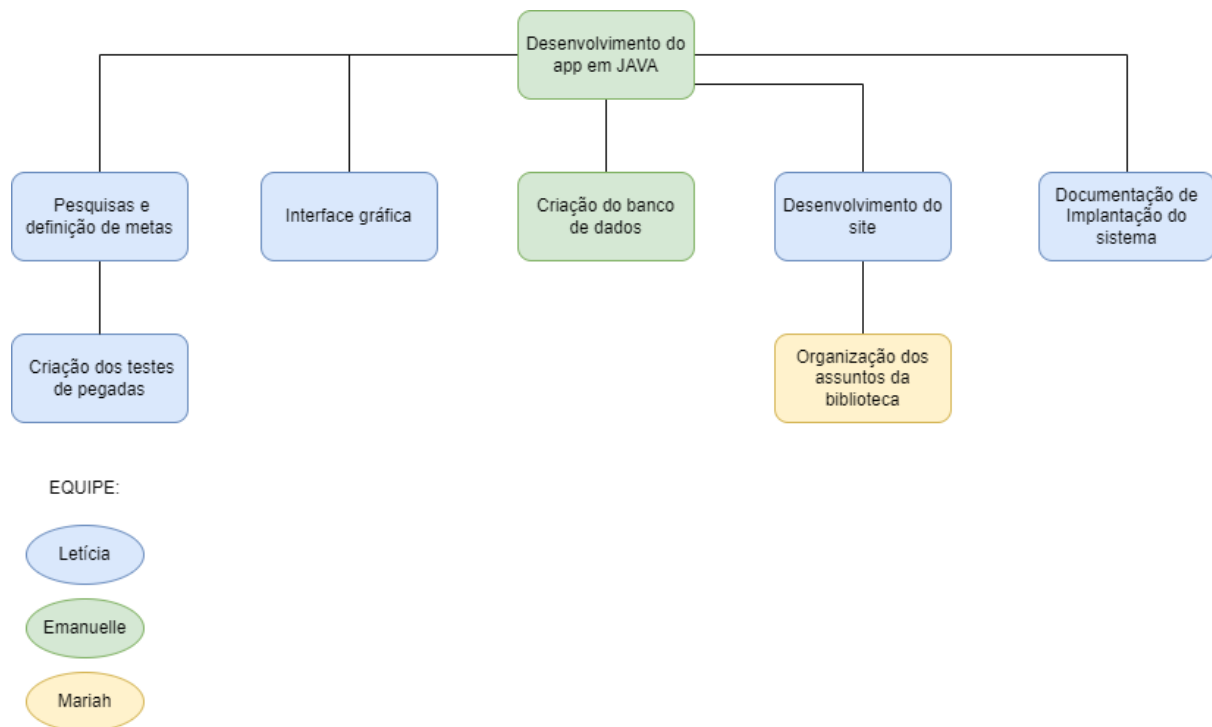 Desenvolvimento do
app em JAVA
Pesquisas e
definição de metas
Interface gráfica
Criação do banco
de dados
Desenvolvimento do
site
Documentação de
Implantação do
sistema
Criação dos testes
de pegadas
Organização dos
assuntos da
biblioteca
EQUIPE:
Letícia
Emanuelle
Mariah